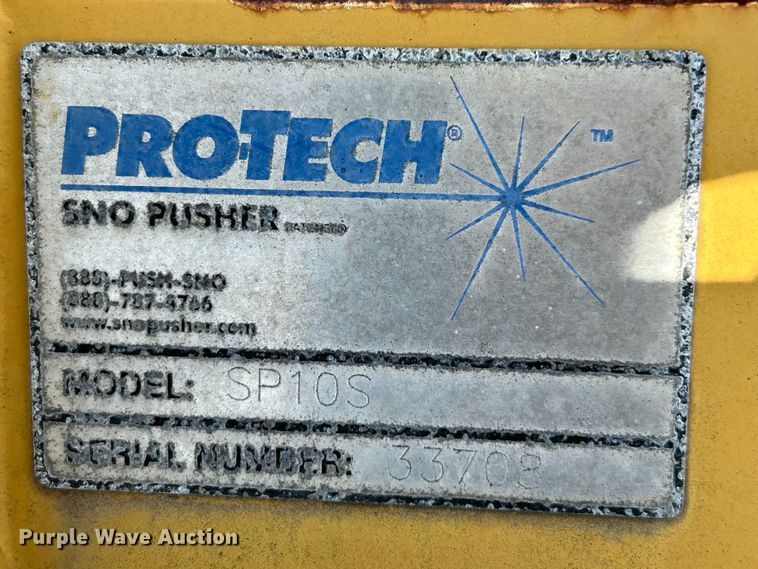 PRO-TECH®
TM
SNO PUSHER PATENTED
(888)-PUSH-SNO
(888)-787-4766
www.snopusher.com
MODEL: SP10S
SERIAL NUMBER: 33708
Purple Wave Auction